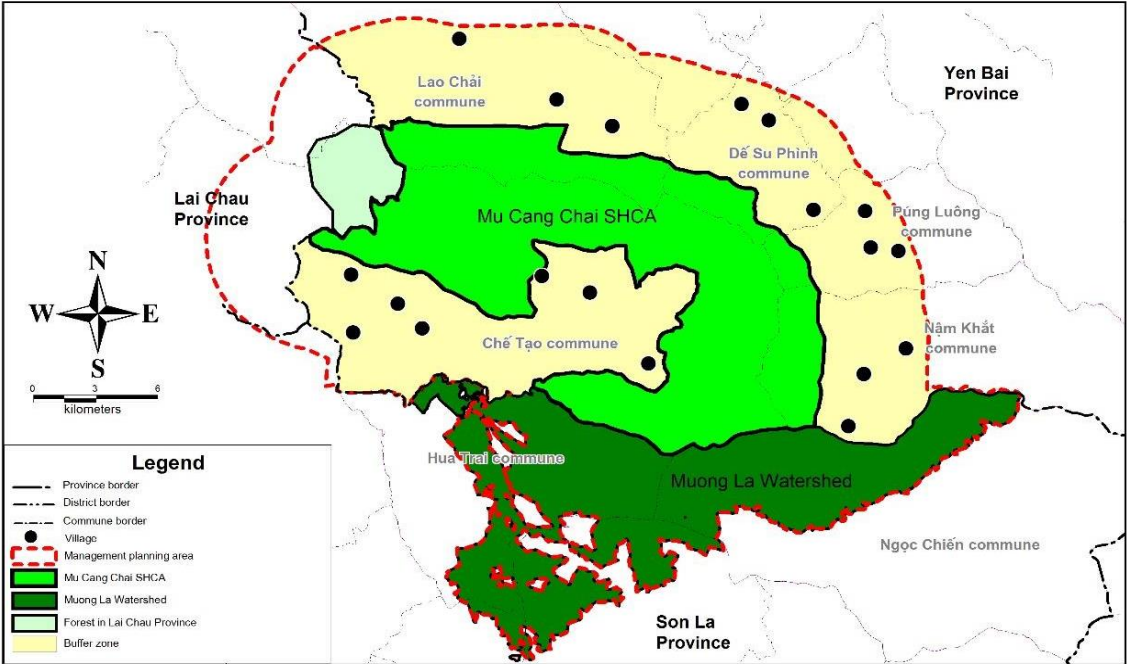 Yen Bai
Province
Lao Chải
commune
Dế Su Phình
commune
Lai Chau
Province
Mu Cang Chai SHCA
Púng Luông
commune
N
W E
S
0 3 6
kilometers
Chế Tạo commune
Nậm Khắt
commune
Hua Trai commune
Muong La Watershed
Ngọc Chiến commune
Son La
Province
Legend
Province border
District border
Commune border
Village
Management planning area
Mu Cang Chai SHCA
Muong La Watershed
Forest in Lai Chau Province
Buffer zone